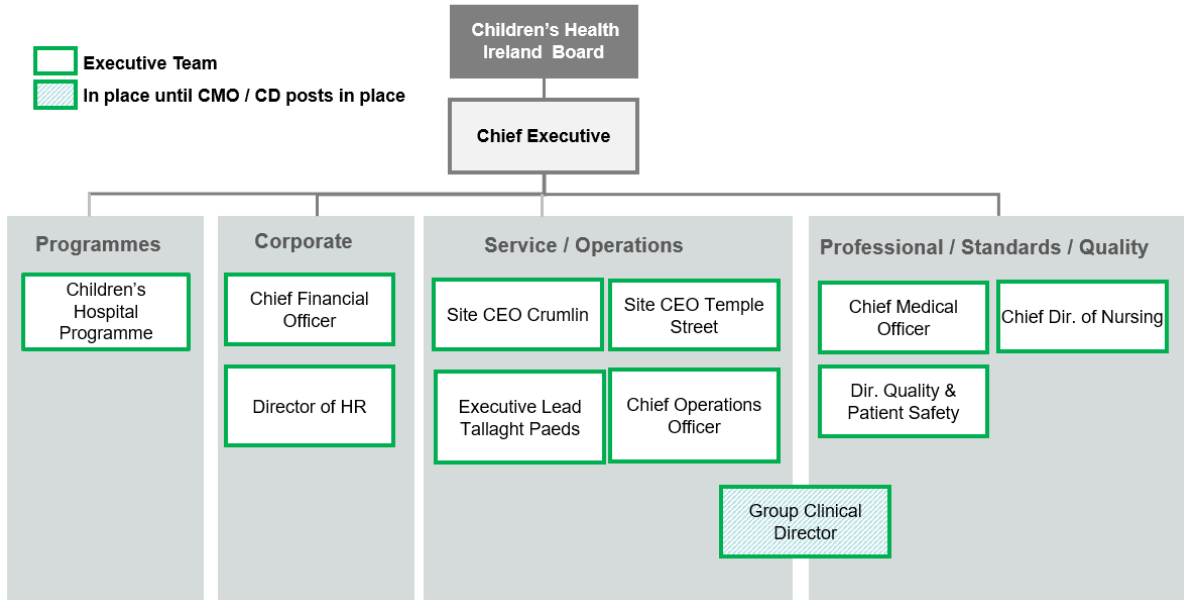 Children's Health
Ireland Board
Executive Team
In place until CMO / CD posts in place
Chief Executive
Programmes
Children's
Hospital
Programme
Corporate
Chief Financial
Officer
Director of HR
Service / Operations
Site CEO Crumlin
Site CEO Temple
Street
Executive Lead
Tallaght Paeds
Chief Operations
Officer
Professional / Standards / Quality
Chief Medical
Officer
Chief Dir. of Nursing
Dir. Quality &
Patient Safety
Group Clinical
Director